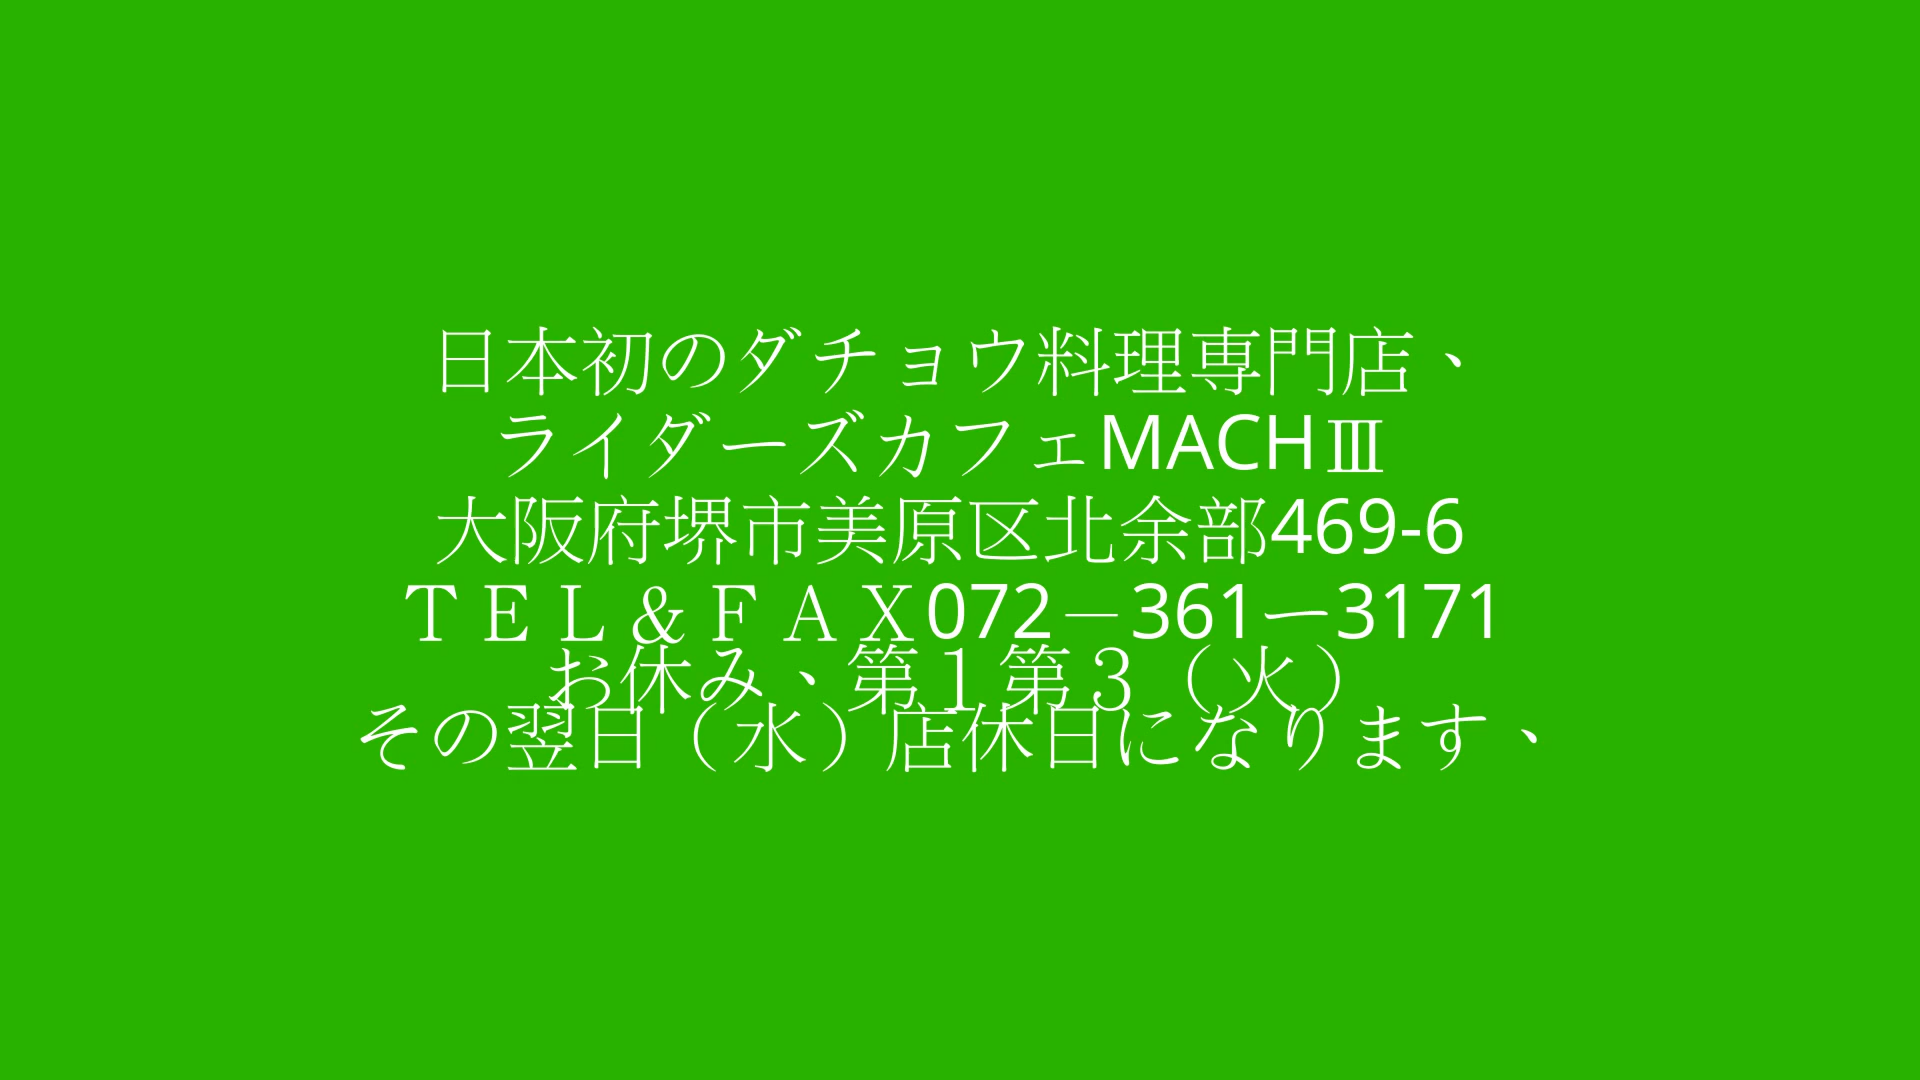 日本初のダチョウ料理専門店、
ライダーズカフェMACHⅢ
大阪府堺市美原区北余部469-6
ＴＥＬ＆ＦＡＸ072－361ー3171
お休み、第１第３（火）
その翌日（水）店休日になります、